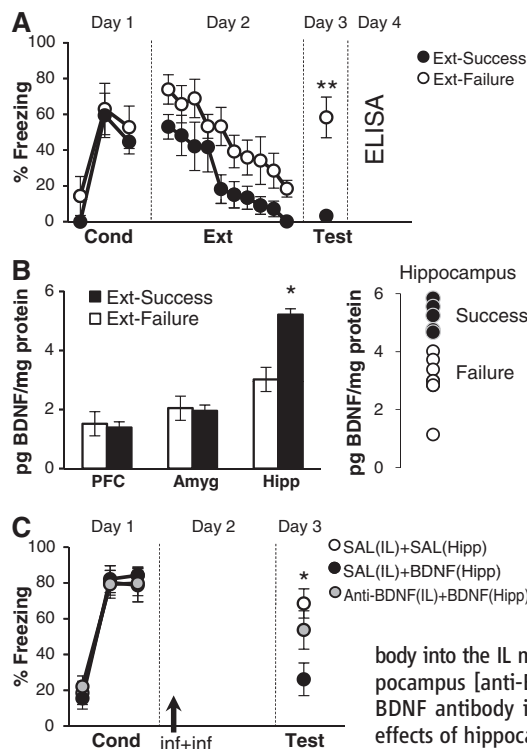 A
Day 1 Day 2 Day 3 Day 4
% Freezing
100
80
60
40
20
0
**
ELISA
Ext-Success
Ext-Failure
Cond Ext Test
B
pg BDNF/mg protein
6
4
2
0
Ext-Success
Ext-Failure
*
PFC Amyg Hipp
Hippocampus
pg BDNF/mg protein
6
4
2
0
Success
Failure
C
Day 1 Day 2 Day 3
% Freezing
100
80
60
40
20
0
*
SAL(IL)+SAL(Hipp)
SAL(IL)+BDNF(Hipp)
Anti-BDNF(IL)+BDNF(Hipp)
Cond inf+inf Test
body into the IL
pocampus [anti-
BDNF antibody
effects of hippoca